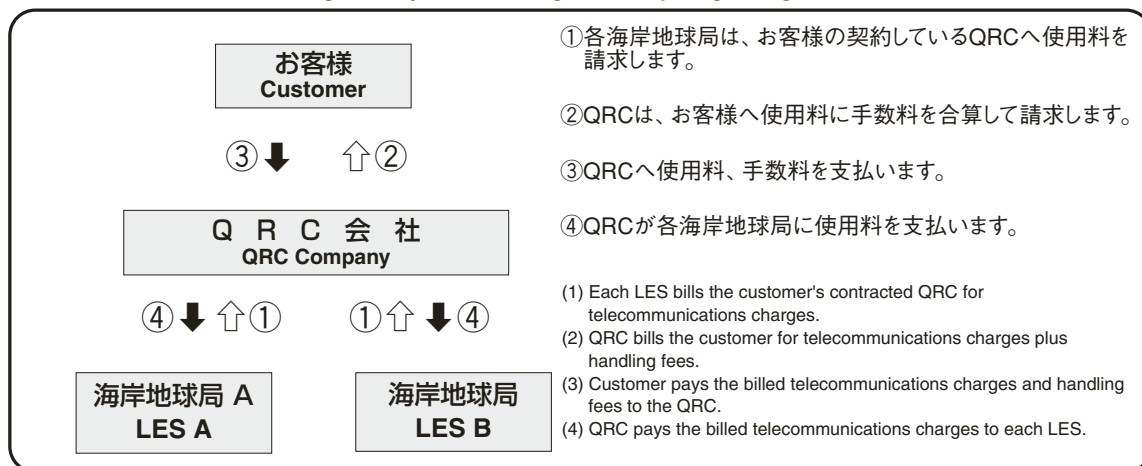 お客様
Customer
③⬇ ⇧②
Q R C 会 社
QRC Company
④⬇⇧① ①⇧⬇④
海岸地球局 A
LES A
海岸地球局
LES B
①各海岸地球局は、お客様の契約しているQRCへ使用料を
請求します。
②QRCは、お客様へ使用料に手数料を合算して請求します。
③QRCへ使用料、手数料を支払います。
④QRCが各海岸地球局に使用料を支払います。
(1) Each LES bills the customer's contracted QRC for
telecommunications charges.
(2) QRC bills the customer for telecommunications charges plus
handling fees.
(3) Customer pays the billed telecommunications charges and handling
fees to the QRC.
(4) QRC pays the billed telecommunications charges to each LES.